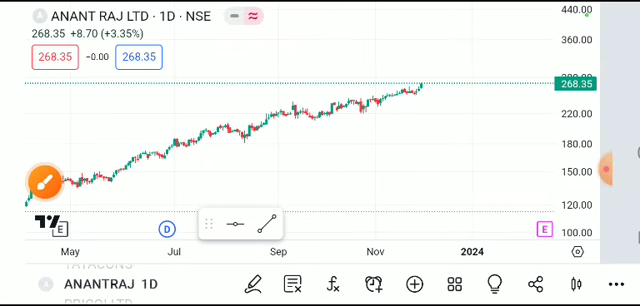 A ANANT RAJ LTD · 1D · NSE
268.35 +8.70 (+3.35%)
268.35 −0.00 268.35
440.00
360.00
268.35
220.00
180.00
150.00
120.00
100.00
E D E
May Jul Sep Nov 2024
TATACONS
ANANTRAJ 1D
PRICOLLTD